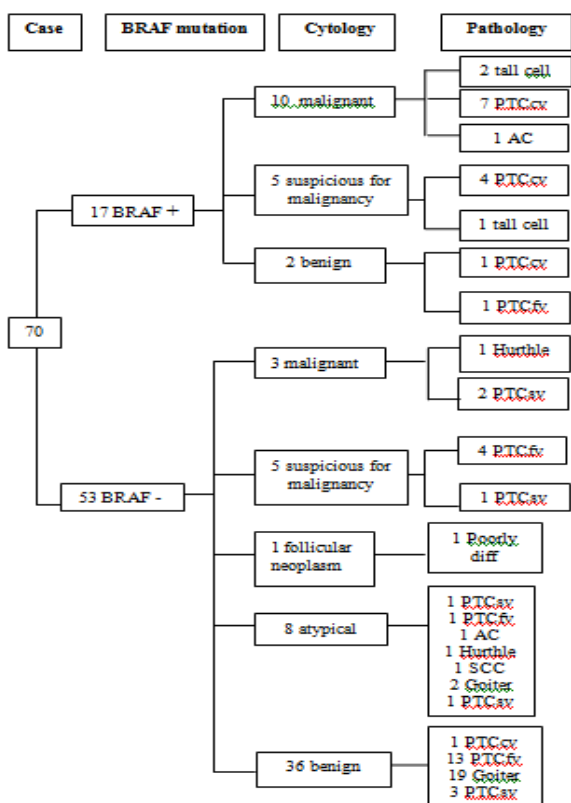 Case
BRAF mutation
Cytology
Pathology
70
17 BRAF +
10 malignant
2 tall cell
7 PTCcv
1 AC
5 suspicious for
malignancy
4 PTCcv
1 tall cell
2 benign
1 PTCcv
1 PTCfv
53 BRAF -
3 malignant
1 Hurthle
2 PTCsv
5 suspicious for
malignancy
4 PTCfv
1 PTCsv
1 follicular
neoplasm
1 Poorly
diff
8 atypical
1 PTCsv
1 PTCfv
1 AC
1 Hurthle
1 SCC
2 Goiter
1 PTCsv
36 benign
1 PTCcv
13 PTCfv
19 Goiter
3 PTCsv